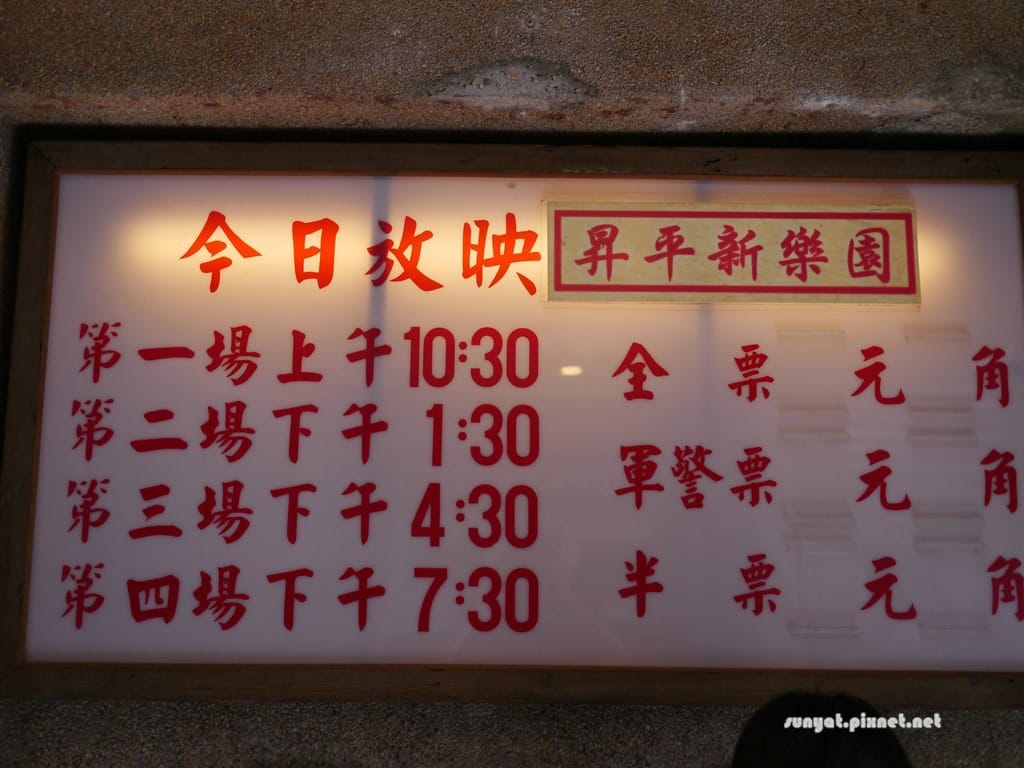 今日放映 昇平新樂園
第一場上午10:30 全票 元 角
第二場下午1:30 軍警票 元 角
第三場下午4:30 半票 元 角
第四場下午7:30
sunyat.pixnet.net